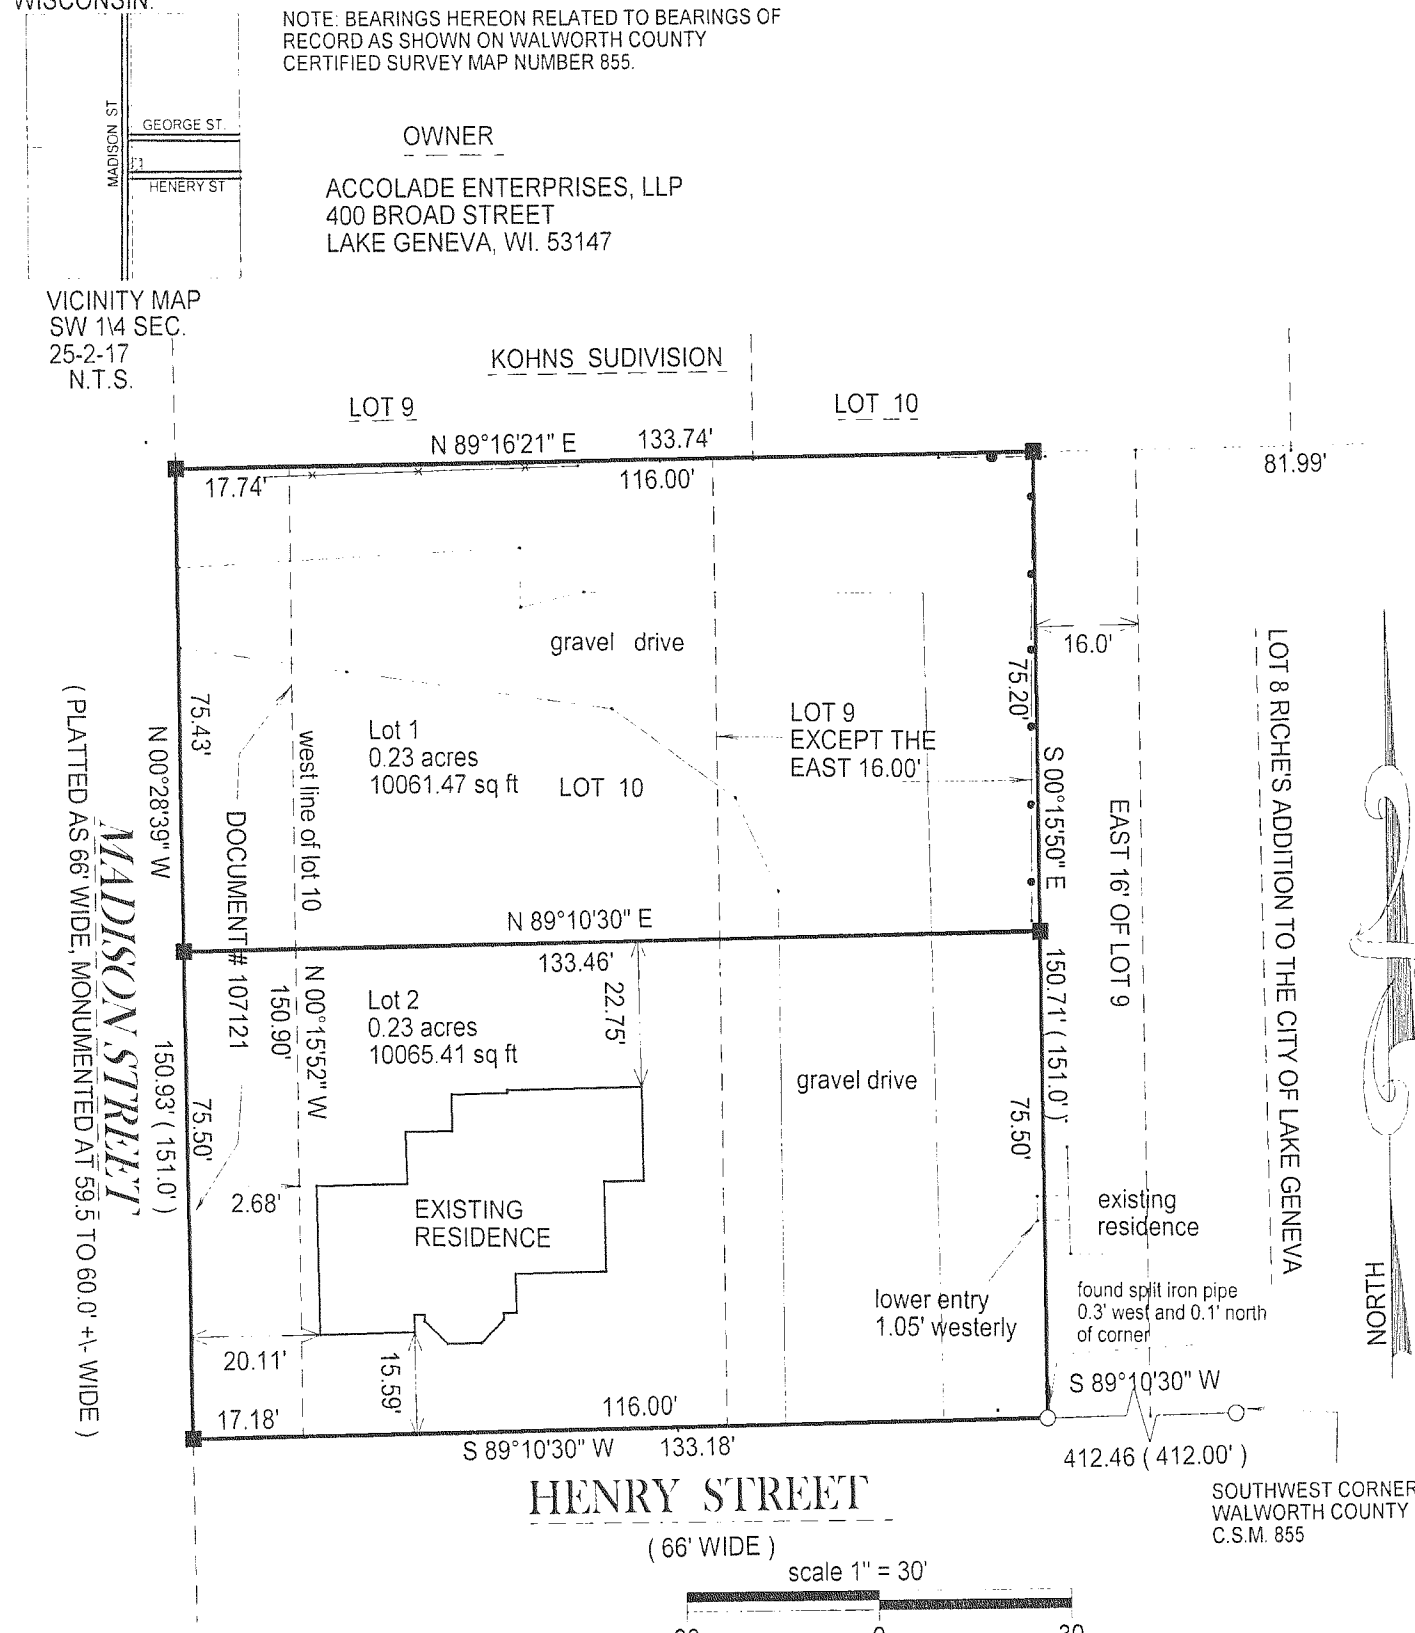 WISCONSIN.
NOTE: BEARINGS HEREON RELATED TO BEARINGS OF
RECORD AS SHOWN ON WALWORTH COUNTY
CERTIFIED SURVEY MAP NUMBER 855.
MADISON ST
GEORGE ST.
HENERY ST
OWNER
ACCOLADE ENTERPRISES, LLP
400 BROAD STREET
LAKE GENEVA, WI. 53147
VICINITY MAP
SW 1\4 SEC.
25-2-17
N.T.S.
KOHNS SUDIVISION
LOT 9
LOT 10
N 89°16'21" E
133.74'
81.99'
17.74'
116.00'
gravel drive
16.0'
75.20'
75.43'
N 00°28'39" W
Lot 1
0.23 acres
10061.47 sq ft
LOT 10
LOT 9
EXCEPT THE
EAST 16.00'
west line of lot 10
DOCUMENT# 107121
S 00°15'50" E
EAST 16' OF LOT 9
LOT 8 RICHE'S ADDITION TO THE CITY OF LAKE GENEVA
MADISON STREET
( PLATTED AS 66' WIDE, MONUMENTED AT 59.5 TO 60.0' +\- WIDE )
N 89°10'30" E
133.46'
N 00°15'52" W
150.90'
Lot 2
0.23 acres
10065.41 sq ft
22.75'
150.71' ( 151.0' )
75.50'
gravel drive
150.93' ( 151.0' )
75.50'
2.68'
EXISTING
RESIDENCE
existing
residence
lower entry
1.05' westerly
found split iron pipe
0.3' west and 0.1' north
of corner
NORTH
20.11'
15.59'
S 89°10'30" W
17.18'
116.00'
S 89°10'30" W
133.18'
412.46 ( 412.00' )
HENRY STREET
( 66' WIDE )
SOUTHWEST CORNER
WALWORTH COUNTY
C.S.M. 855
scale 1" = 30'
0
30